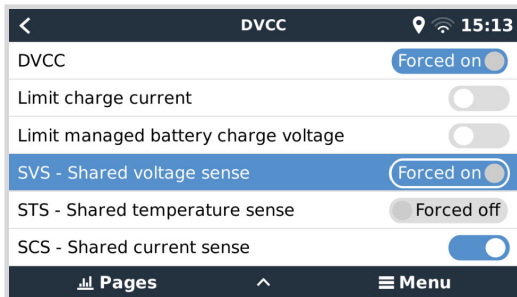 DVCC 15:13
DVCC Forced on
Limit charge current
Limit managed battery charge voltage
SVS - Shared voltage sense Forced on
STS - Shared temperature sense Forced off
SCS - Shared current sense
Pages Menu